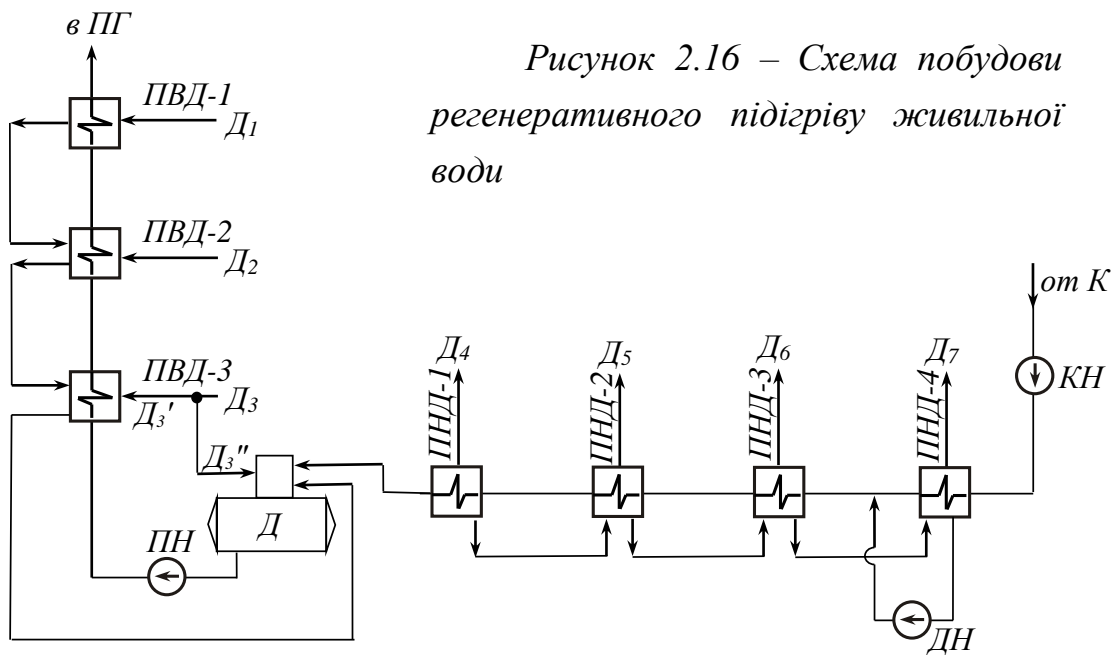 в ПГ
Рисунок 2.16 – Схема побудови
регенеративного підігріву живильної
води
ПВД-1
Д1
ПВД-2
Д2
от К
ПВД-3
Д3
Д3'
Д3"
Д4
ПНД-1
Д5
ПНД-2
Д6
ПНД-3
Д7
ПНД-4
КН
Д
ПН
ДН